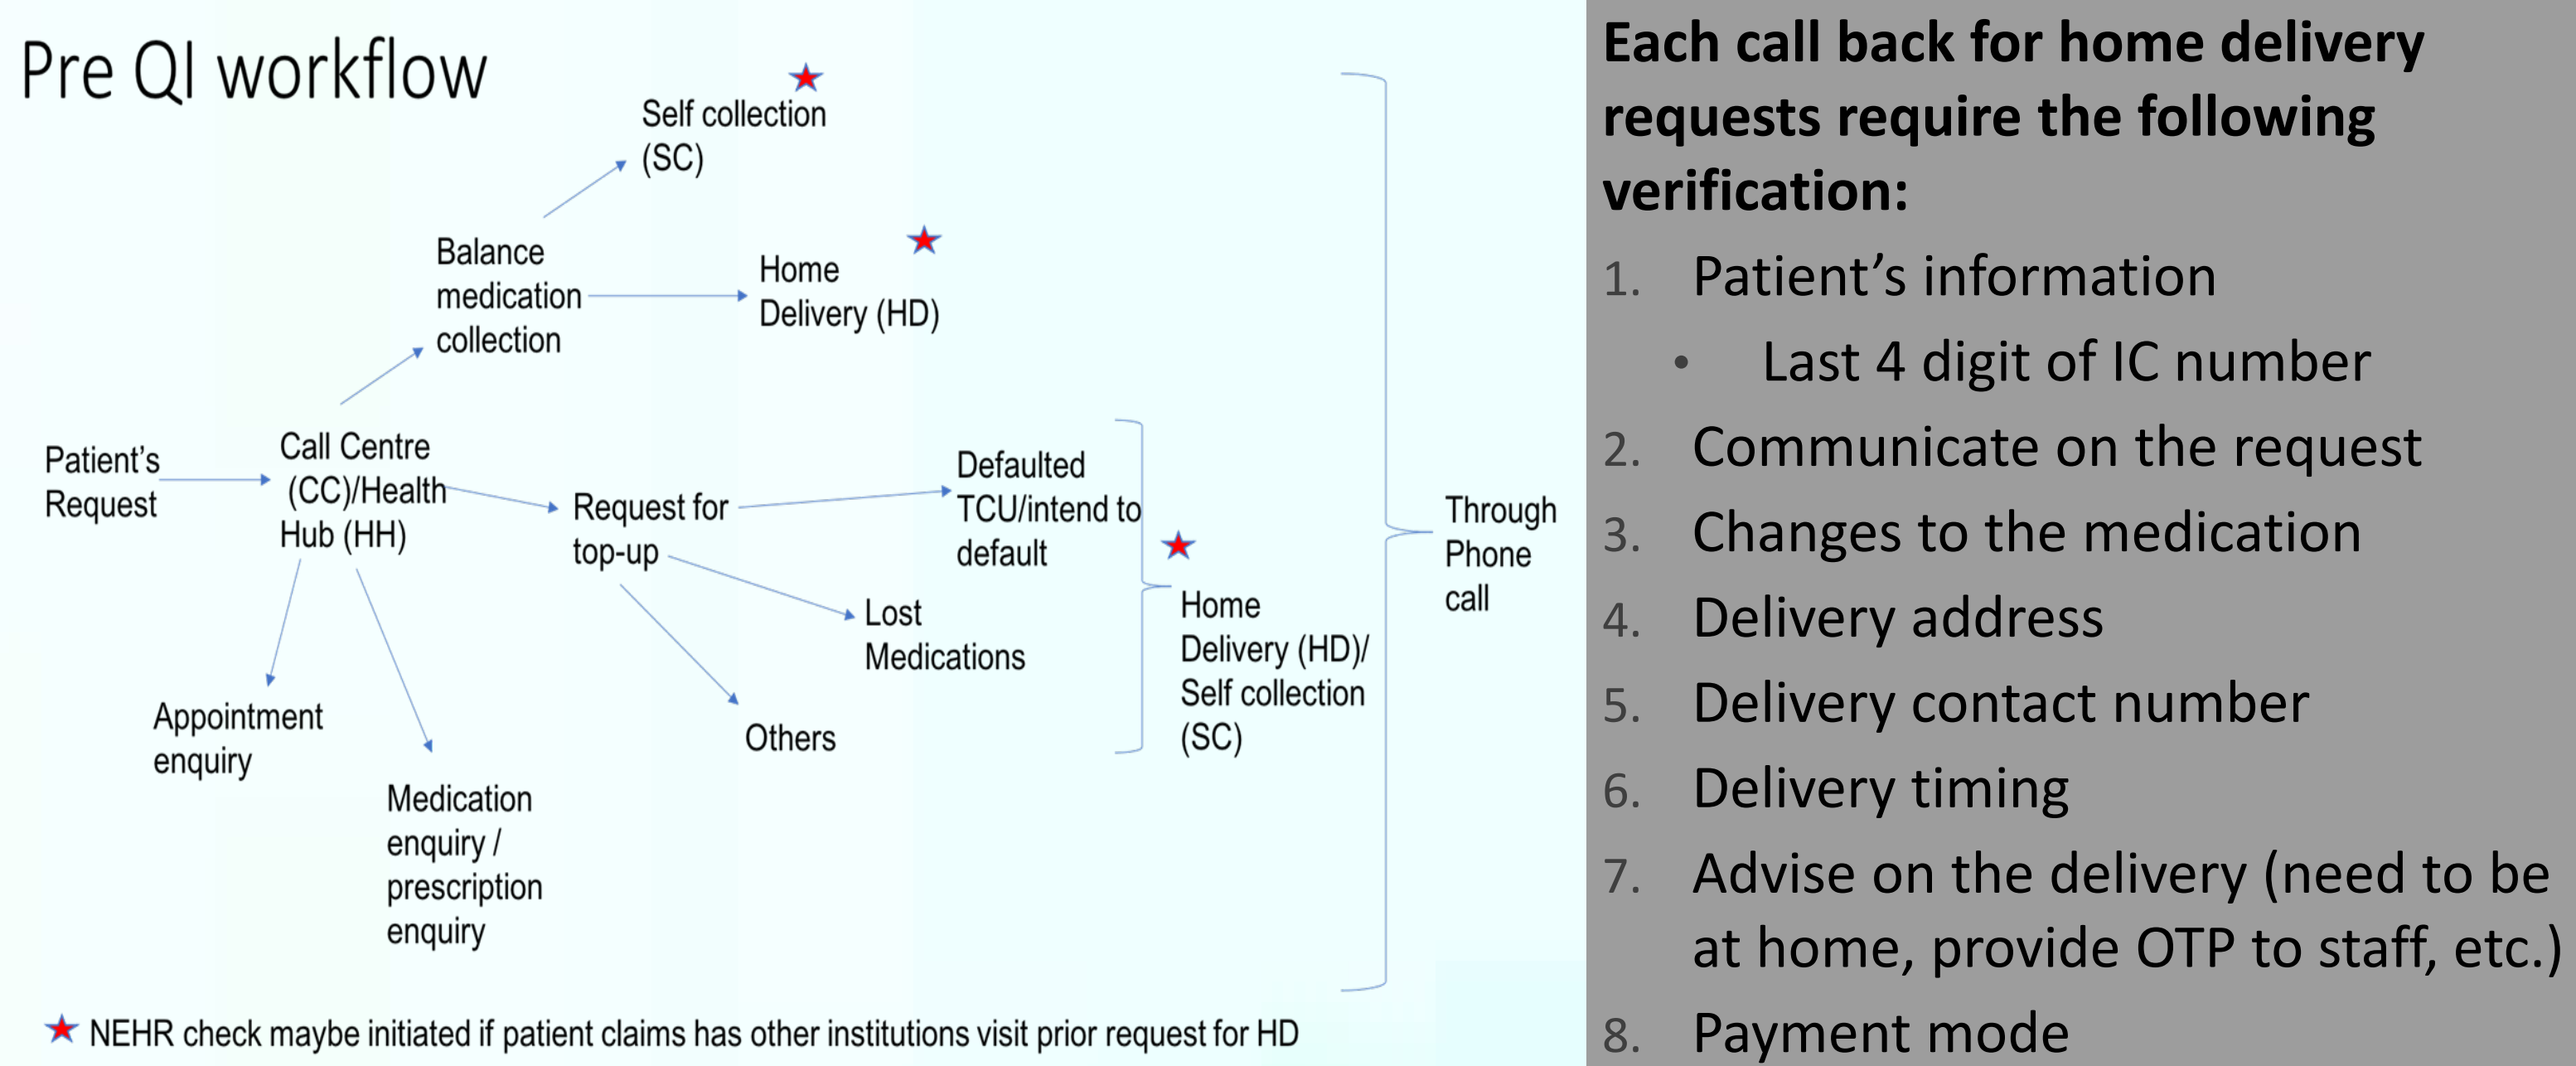 Pre QI workflow
Self collection
(SC)
Balance
medication
collection
Home
Delivery (HD)
Patient's
Request
Call Centre
(CC)/Health
Hub (HH)
Request for
top-up
Defaulted
TCU/intend to
default
Lost
Medications
Others
Home
Delivery (HD)/
Self collection
(SC)
Through
Phone
call
Appointment
enquiry
Medication
enquiry /
prescription
enquiry
NEHR check maybe initiated if patient claims has other institutions visit prior request for HD
Each call back for home delivery
requests require the following
verification:
1. Patient’s information
• Last 4 digit of IC number
2. Communicate on the request
3. Changes to the medication
4. Delivery address
5. Delivery contact number
6. Delivery timing
7. Advise on the delivery (need to be
at home, provide OTP to staff, etc.)
8. Payment mode